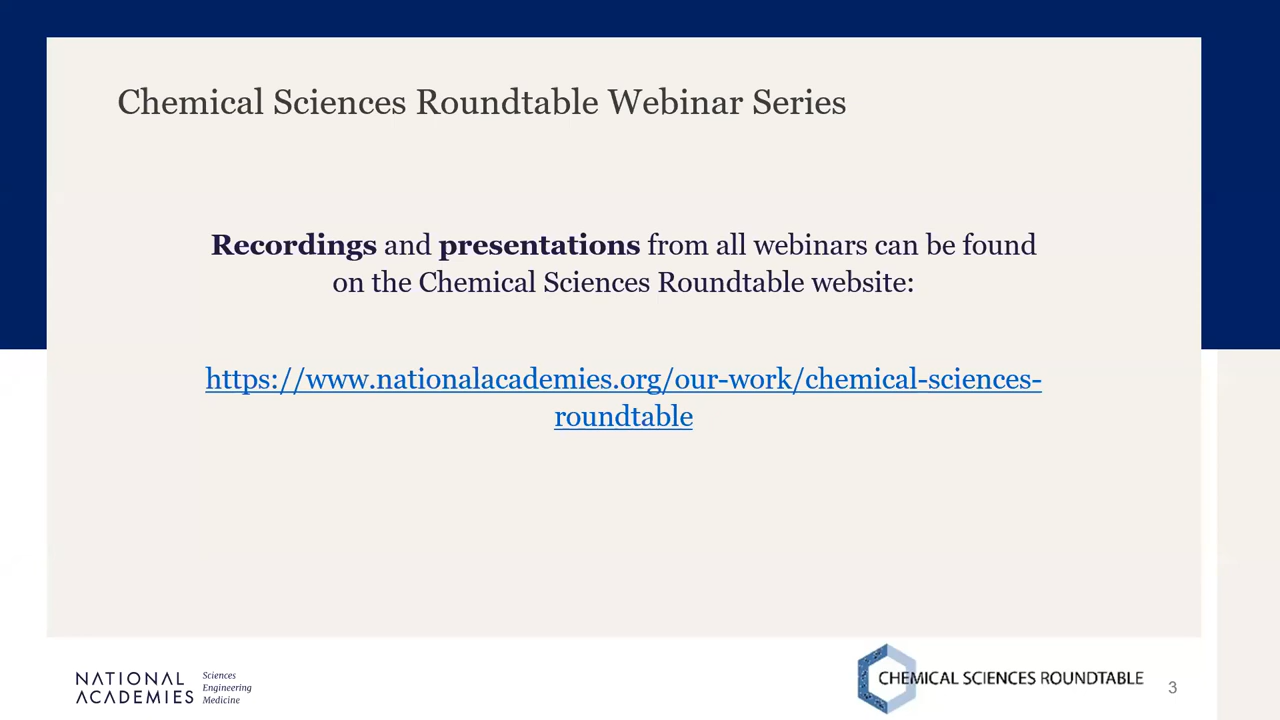 Chemical Sciences Roundtable Webinar Series
Recordings and presentations from all webinars can be found
on the Chemical Sciences Roundtable website:
https://www.nationalacademies.org/our-work/chemical-sciences-
roundtable
NATIONAL
ACADEMIES
Sciences
Engineering
Medicine
CHEMICAL SCIENCES ROUNDTABLE
3